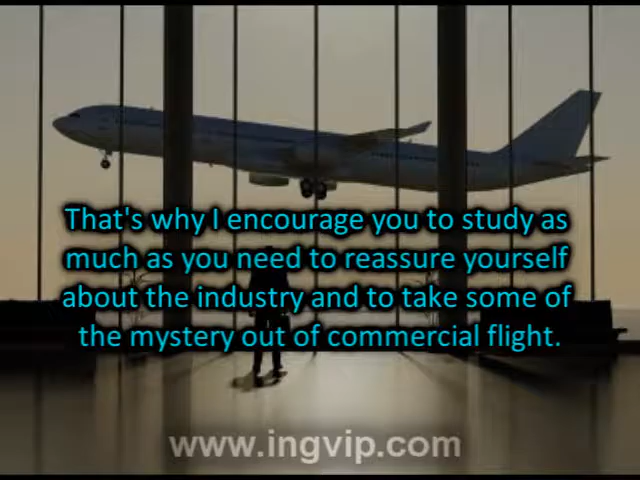 That's why I encourage you to study as
much as you need to reassure yourself
about the industry and to take some of
the mystery out of commercial flight.
www.ingvip.com